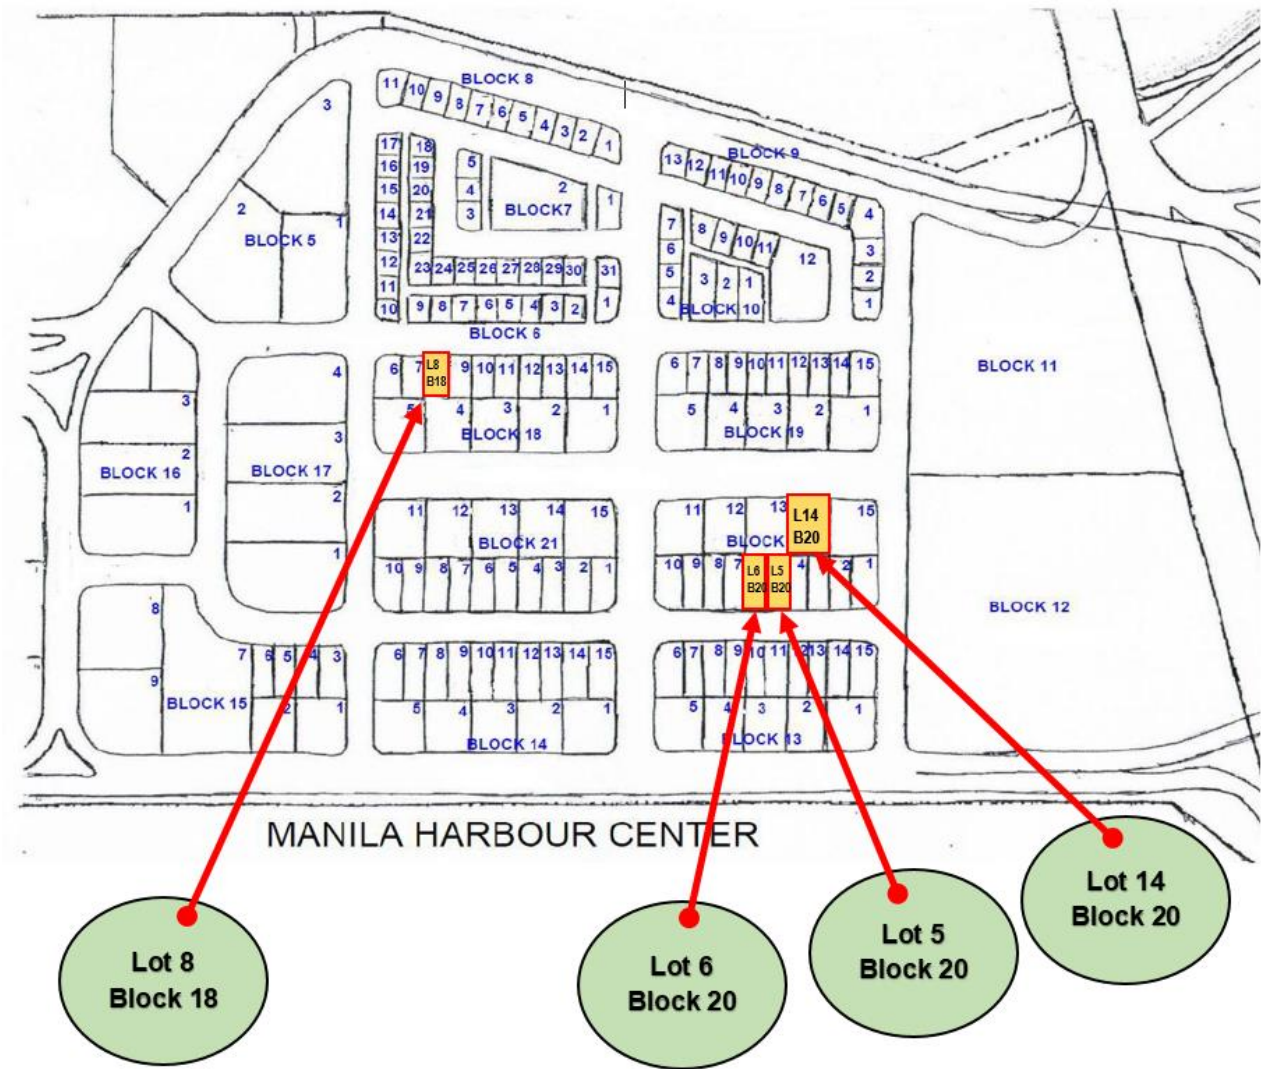 BLOCK 8
11 10 9 8 7 6 5 4 3 2 1
3
BLOCK 9
13 12 11 10 9 8 7 6 5 4
17 18
16 19
15 20
14 21
13 22
12
11
10
5
4
3
2
BLOCK7
1
2
1
BLOCK 5
7
6
5
4
8 9 10 11
12
3 2 1
BLOCK 10
3
2
1
23 24 25 26 27 28 29 30 31
9 8 7 6 5 4 3 2 1
BLOCK 6
BLOCK 11
6 7 L8 9 10 11 12 13 14 15
B18
5 4 3 2 1
BLOCK 18
6 7 8 9 10 11 12 13 14 15
5 4 3 2 1
BLOCK 19
3
2
BLOCK 16
1
4
3
BLOCK 17
2
1
11 12 13 14 15
BLOCK 21
10 9 8 7 6 5 4 3 2 1
11 12 13 L14 15
BLOCK B20
10 9 8 7 L6 L5 4 2 1
B20 B20
BLOCK 12
8
9
7 6 5 4 3
BLOCK 15
2 1
6 7 8 9 10 11 12 13 14 15
5 4 3 2 1
BLOCK 14
6 7 8 9 10 11 12 13 14 15
5 4 3 2 1
BLOCK 13
MANILA HARBOUR CENTER
Lot 8
Block 18
Lot 6
Block 20
Lot 5
Block 20
Lot 14
Block 20